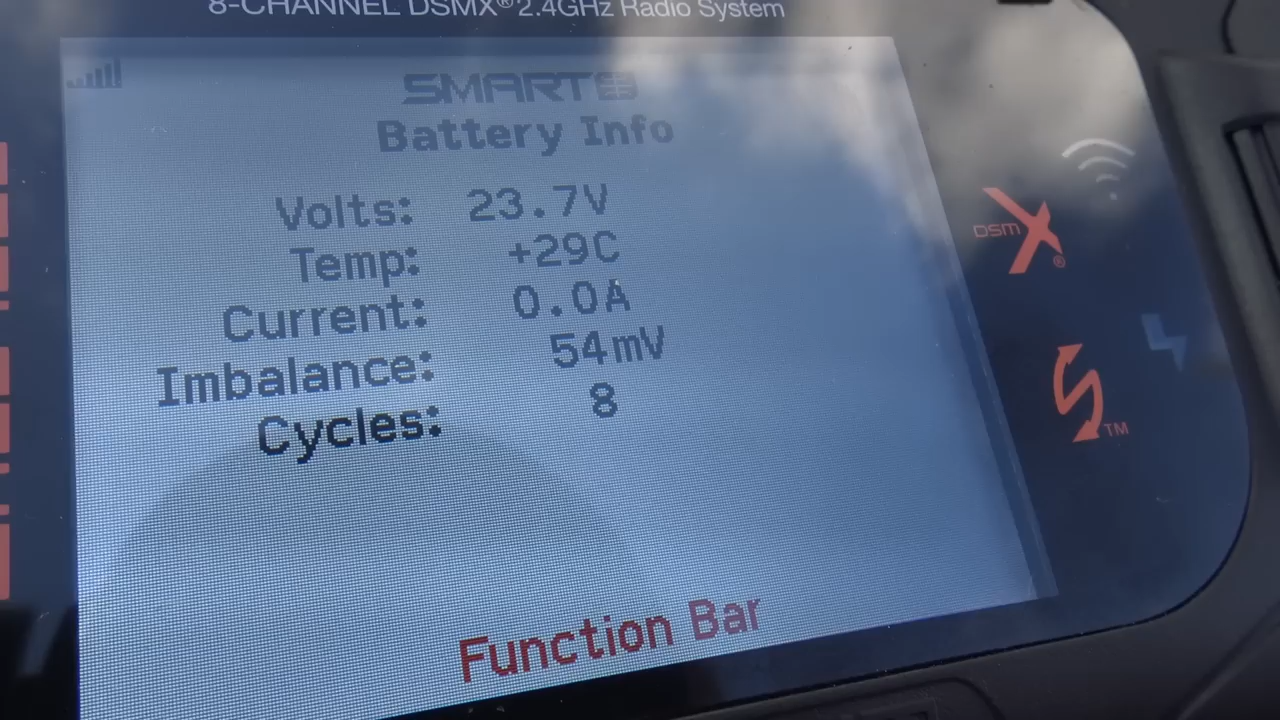 8-CHANNEL DSMX® 2.4GHz Radio System
SMART
Battery Info
Volts: 23.7V
Temp: +29C
Current: 0.0A
Imbalance: 54mV
Cycles: 8
Function Bar
DSMX®
TM